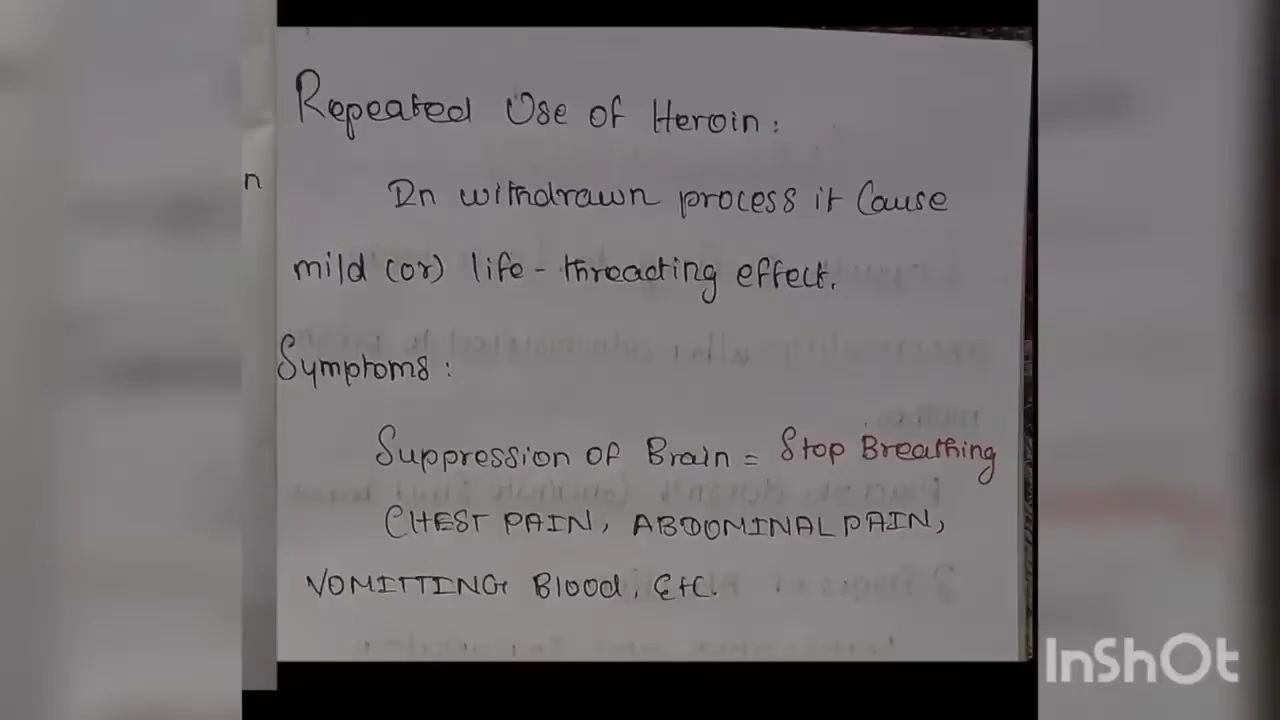 Repeated Use of Heroin:
n
In withdrawn process it Cause
mild (or) life - threacting effect.
Symptoms:
Suppression of Brain = Stop Breathing
CHEST PAIN, ABDOMINAL PAIN,
VOMITTING Blood, Etc.
InShOt